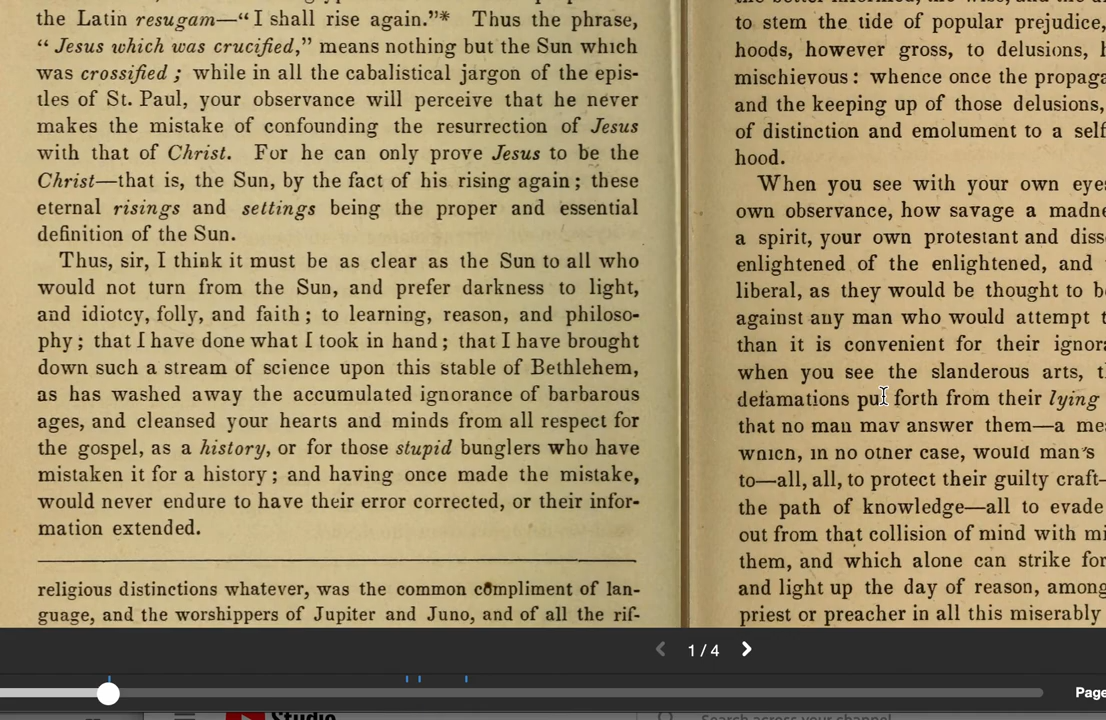 the Latin resugam—“I shall rise again.”* Thus the phrase,
“Jesus which was crucified,” means nothing but the Sun which
was crossified; while in all the cabalistical jargon of the epis-
tles of St. Paul, your observance will perceive that he never
makes the mistake of confounding the resurrection of Jesus
with that of Christ. For he can only prove Jesus to be the
Christ—that is, the Sun, by the fact of his rising again; these
eternal risings and settings being the proper and essential
definition of the Sun.
Thus, sir, I think it must be as clear as the Sun to all who
would not turn from the Sun, and prefer darkness to light,
and idiotcy, folly, and faith; to learning, reason, and philoso-
phy; that I have done what I took in hand; that I have brought
down such a stream of science upon this stable of Bethlehem,
as has washed away the accumulated ignorance of barbarous
ages, and cleansed your hearts and minds from all respect for
the gospel, as a history, or for those stupid bunglers who have
mistaken it for a history; and having once made the mistake,
would never endure to have their error corrected, or their infor-
mation extended.
religious distinctions whatever, was the common compliment of lan-
guage, and the worshippers of Jupiter and Juno, and of all the rif-
to stem the tide of popular prejudice,
hoods, however gross, to delusions,
mischievous: whence once the propaga
and the keeping up of those delusions,
of distinction and emolument to a self
hood.
When you see with your own eye
own observance, how savage a madne
a spirit, your own protestant and diss
enlightened of the enlightened, and
liberal, as they would be thought to b
against any man who would attempt t
than it is convenient for their ignor
when you see the slanderous arts, t
defamations put forth from their lying
that no man may answer them—a me
which, in no other case, would man's
to—all, all, to protect their guilty craft—
the path of knowledge—all to evade
out from that collision of mind with mi
them, and which alone can strike for
and light up the day of reason, among
priest or preacher in all this miserably
1 / 4
Page
Studio
Search across your channel